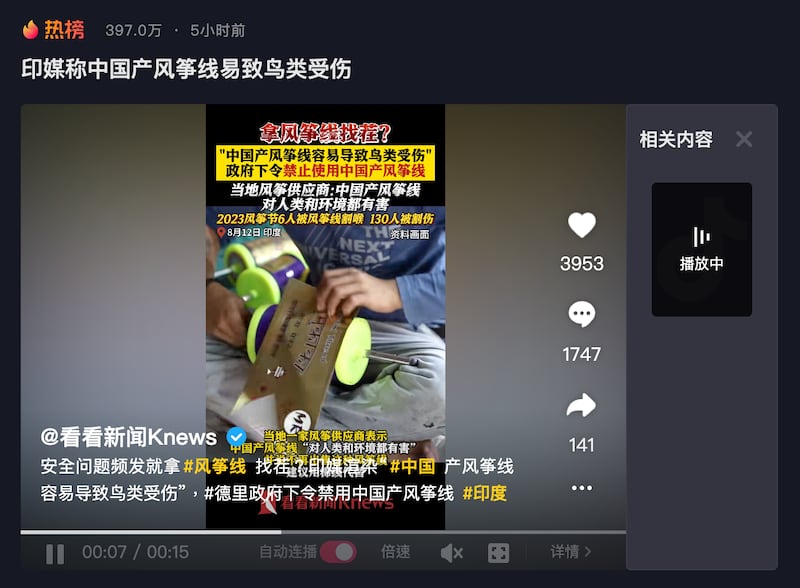 热榜 397.0万 · 5小时前
印媒称中国产风筝线易致鸟类受伤
拿风筝线找茬?
"中国产风筝线容易导致鸟类受伤"
政府下令禁止使用中国产风筝线
当地风筝供应商:中国产风筝线
对人类和环境都有害
2023风筝节6人被风筝线割喉 130人被割伤
8月12日 印度
资料画面
THE
UNIVERSAL
相关内容
播放中
3953
1747
141
@看看新闻Knews
当地一家风筝供应商表示
中国产风筝线“对人类和环境都有害”
建议用棉线代替
安全问题频发就拿 #风筝线 找茬?印媒渲染“ #中国 产风筝线
容易导致鸟类受伤”，#德里政府下令禁用中国产风筝线 #印度
看看新闻Knews
00:07 / 00:15
自动连播 倍速 详情